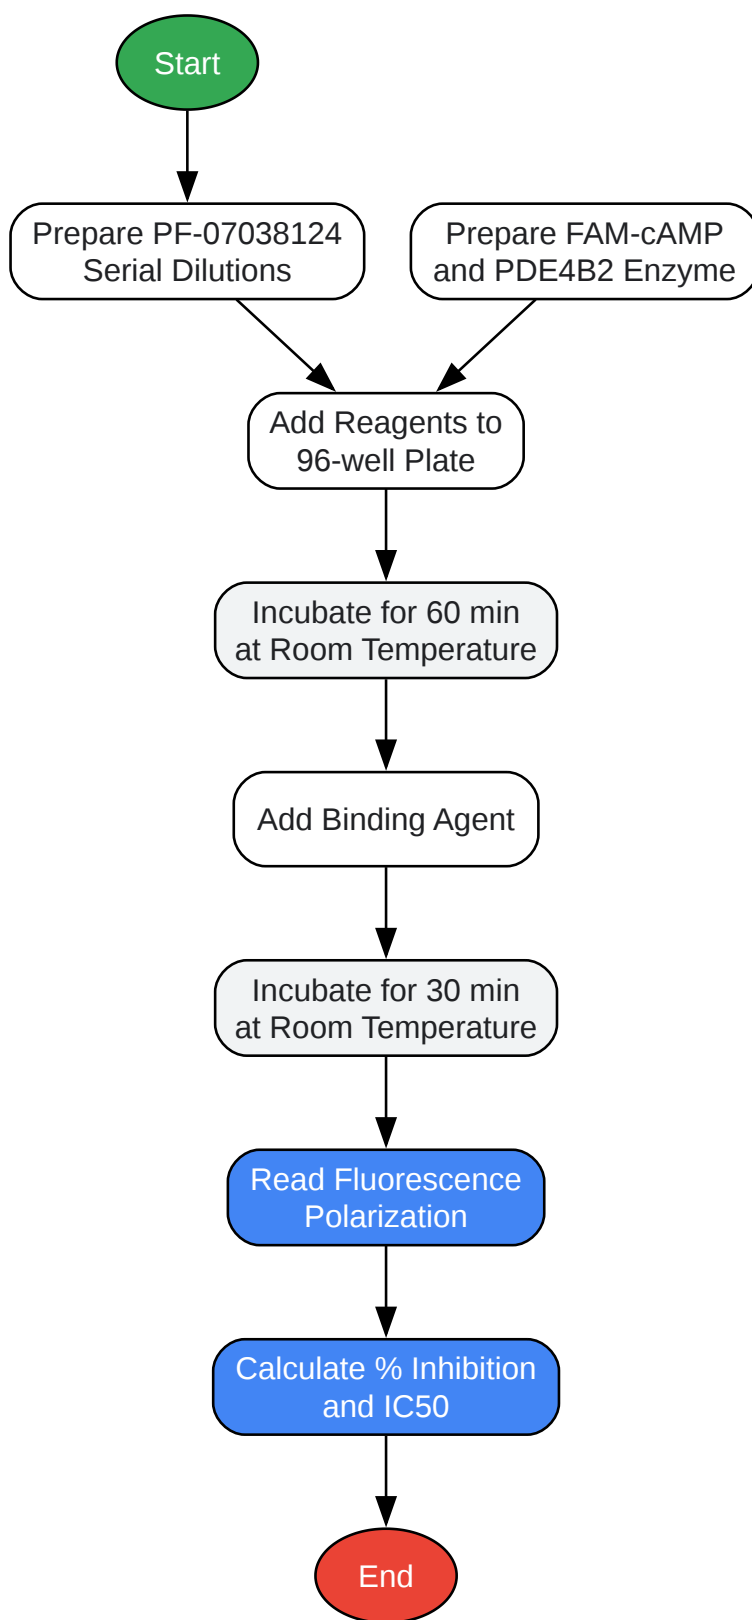 Start
Prepare PF-07038124
Serial Dilutions
Prepare FAM-cAMP
and PDE4B2 Enzyme
Add Reagents to
96-well Plate
Incubate for 60 min
at Room Temperature
Add Binding Agent
Incubate for 30 min
at Room Temperature
Read Fluorescence
Polarization
Calculate % Inhibition
and IC50
End